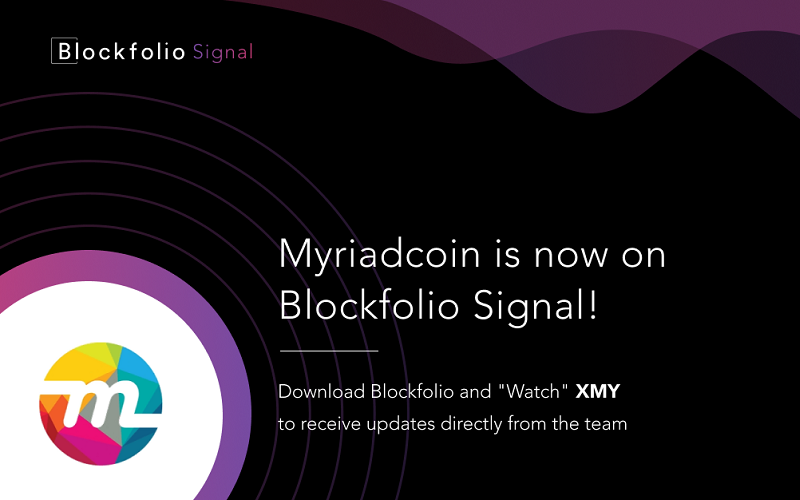 Blockfolio Signal
Myriadcoin is now on
Blockfolio Signal!
Download Blockfolio and "Watch" XMY
to receive updates directly from the team
m